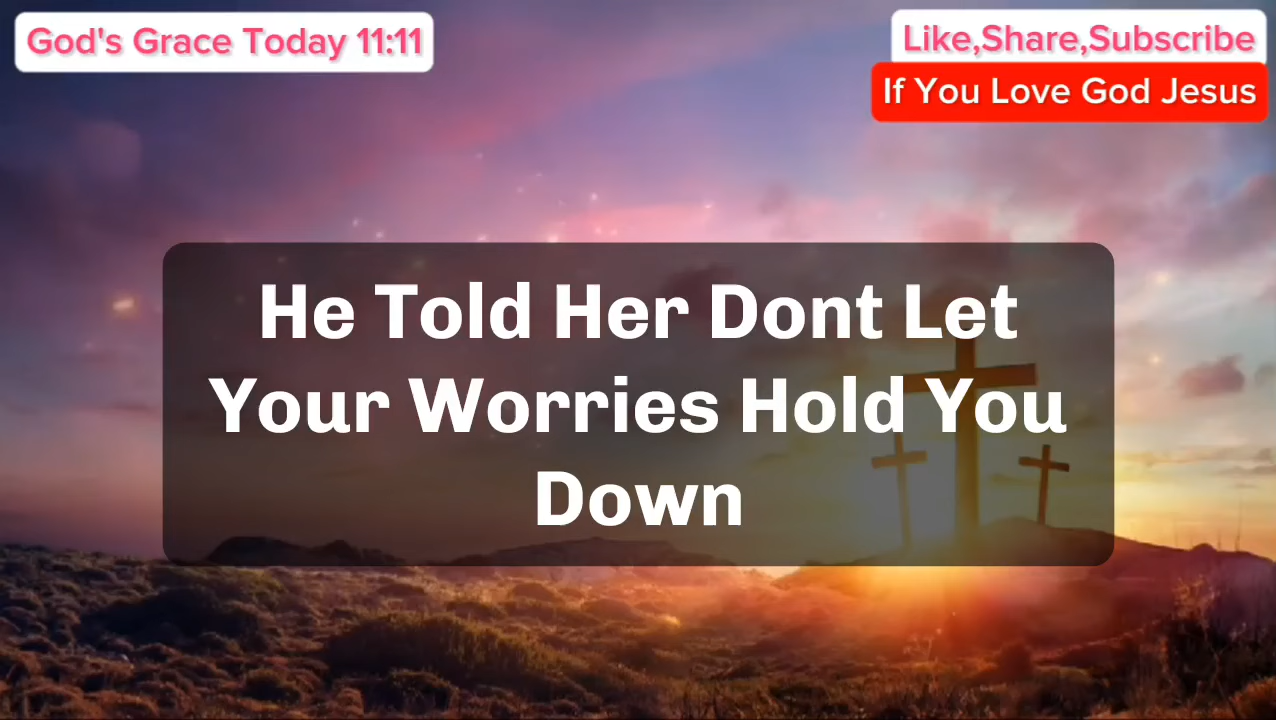 God's Grace Today 11:11
Like,Share,Subscribe
If You Love God Jesus
He Told Her Dont Let
Your Worries Hold You
Down